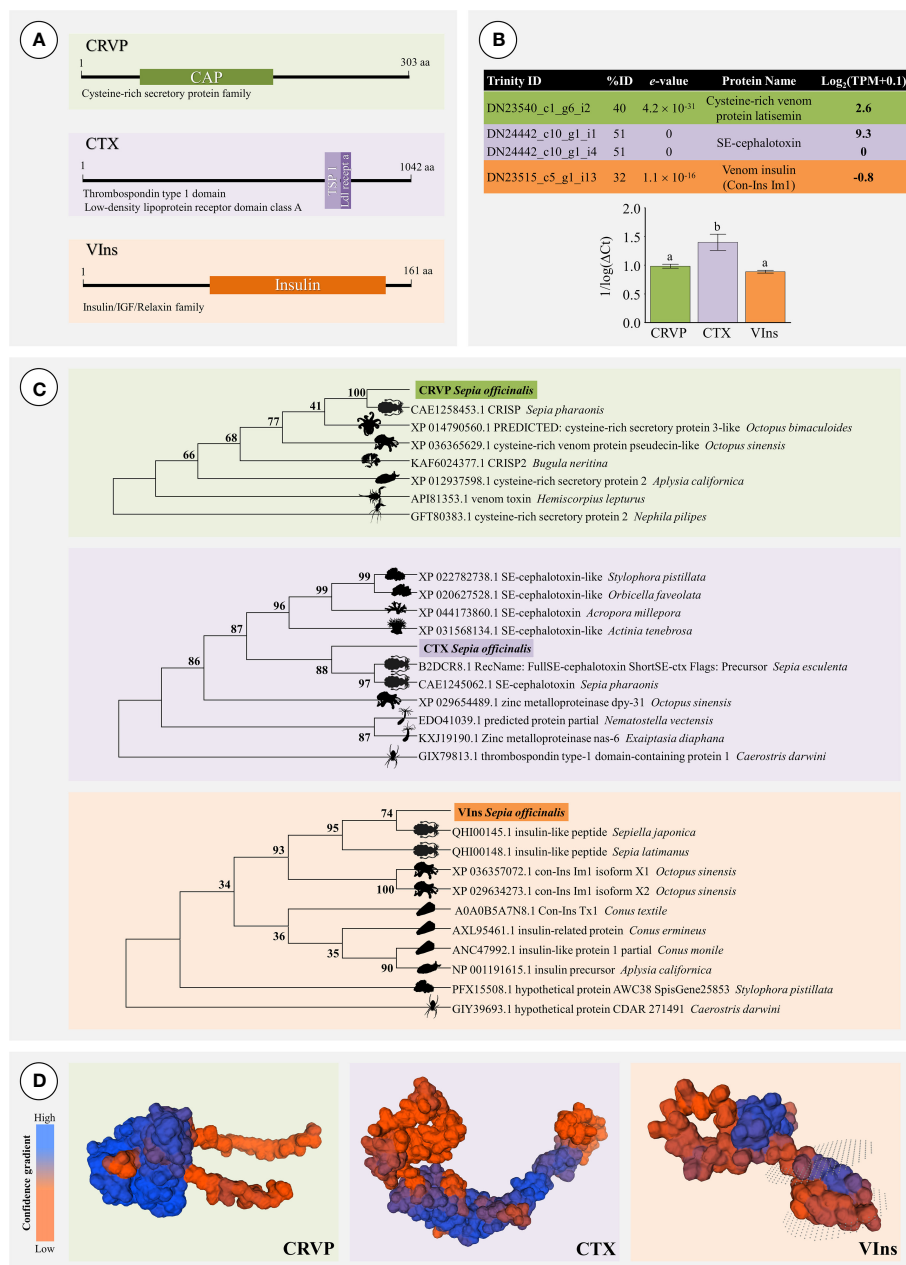 A
CRVP
1
303 aa
CAP
Cysteine-rich secretory protein family
CTX
1
1042 aa
TSP 1
Ld recept a
Thrombospondin type 1 domain
Low-density lipoprotein receptor domain class A
VIns
1
161 aa
Insulin
Insulin/IGF/Relaxin family
B
Trinity ID %ID e-value Protein Name Log2(TPM+0.1)
DN23540_c1_g6_i2 40 4.2 × 10-31 Cysteine-rich venom protein latisemin 2.6
DN24442_c10_g1_i1 51 0 SE-cephalotoxin 9.3
DN24442_c10_g1_i4 51 0 0
DN23515_c5_g1_i13 32 1.1 × 10-16 Venom insulin (Con-Ins Im1) -0.8
1/log(ΔCt)
2.0
1.5
1.0
0.5
0.0
a
b
a
CRVP CTX VIns
C
CRVP Sepia officinalis
100
CAE1258453.1 CRISP Sepia pharaonis
41
XP 014790560.1 PREDICTED: cysteine-rich secretory protein 3-like Octopus bimaculoides
77
XP 036365629.1 cysteine-rich venom protein pseudecin-like Octopus sinensis
68
KAF6024377.1 CRISP2 Bugula neritina
66
XP 012937598.1 cysteine-rich secretory protein 2 Aplysia californica
API81353.1 venom toxin Hemiscorpius lepturus
GFT80383.1 cysteine-rich secretory protein 2 Nephila pilipes
99
XP 022782738.1 SE-cephalotoxin-like Stylophora pistillata
99
XP 020627528.1 SE-cephalotoxin-like Orbicella faveolata
96
XP 044173860.1 SE-cephalotoxin Acropora millepora
87
XP 031568134.1 SE-cephalotoxin-like Actinia tenebrosa
CTX Sepia officinalis
86
88
B2DCR8.1 RecName: FullSE-cephalotoxin ShortSE-ctx Flags: Precursor Sepia esculenta
97
CAE1245062.1 SE-cephalotoxin Sepia pharaonis
XP 029654489.1 zinc metalloproteinase dpy-31 Octopus sinensis
EDO41039.1 predicted protein partial Nematostella vectensis
87
KXJ19190.1 Zinc metalloproteinase nas-6 Exaiptasia diaphana
GIX79813.1 thrombospondin type-1 domain-containing protein 1 Caerostris darwini
74
VIns Sepia officinalis
95
QHI00145.1 insulin-like peptide Sepiella japonica
93
QHI00148.1 insulin-like peptide Sepia latimanus
XP 036357072.1 con-Ins Im1 isoform X1 Octopus sinensis
34
100
XP 029634273.1 con-Ins Im1 isoform X2 Octopus sinensis
A0A0B5A7N8.1 Con-Ins Tx1 Conus textile
36
AXL95461.1 insulin-related protein Conus ermineus
35
ANC47992.1 insulin-like protein 1 partial Conus monile
90
NP 001191615.1 insulin precursor Aplysia californica
PFX15508.1 hypothetical protein AWC38 SpisGene25853 Stylophora pistillata
GIY39693.1 hypothetical protein CDAR 271491 Caerostris darwini
D
High
Confidence gradient
Low
CRVP
CTX
VIns